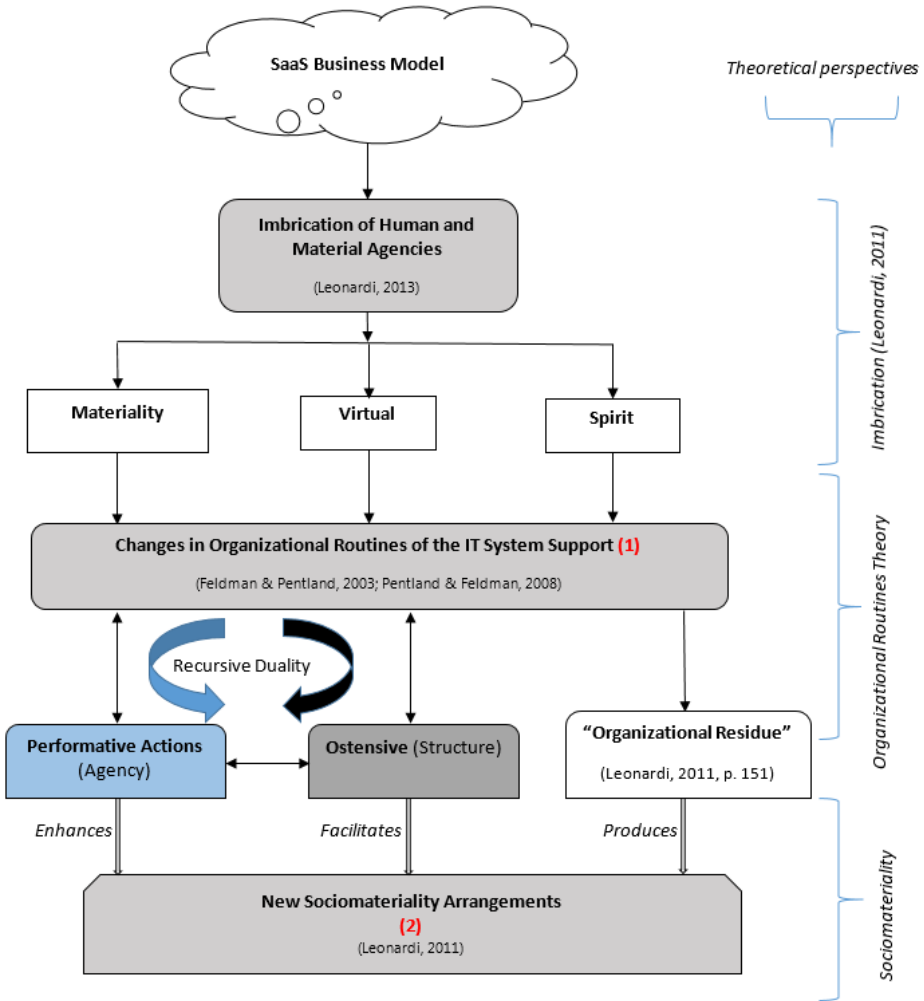 SaaS Business Model
Theoretical perspectives
Imbrication of Human and
Material Agencies
(Leonardi, 2013)
Imbrication (Leonardi, 2011)
Materiality
Virtual
Spirit
Changes in Organizational Routines of the IT System Support (1)
(Feldman & Pentland, 2003; Pentland & Feldman, 2008)
Organizational Routines Theory
Recursive Duality
Performative Actions
(Agency)
Ostensive (Structure)
“Organizational Residue”
(Leonardi, 2011, p. 151)
Enhances
Facilitates
Produces
New Sociomateriality Arrangements
(2)
(Leonardi, 2011)
Sociomateriality